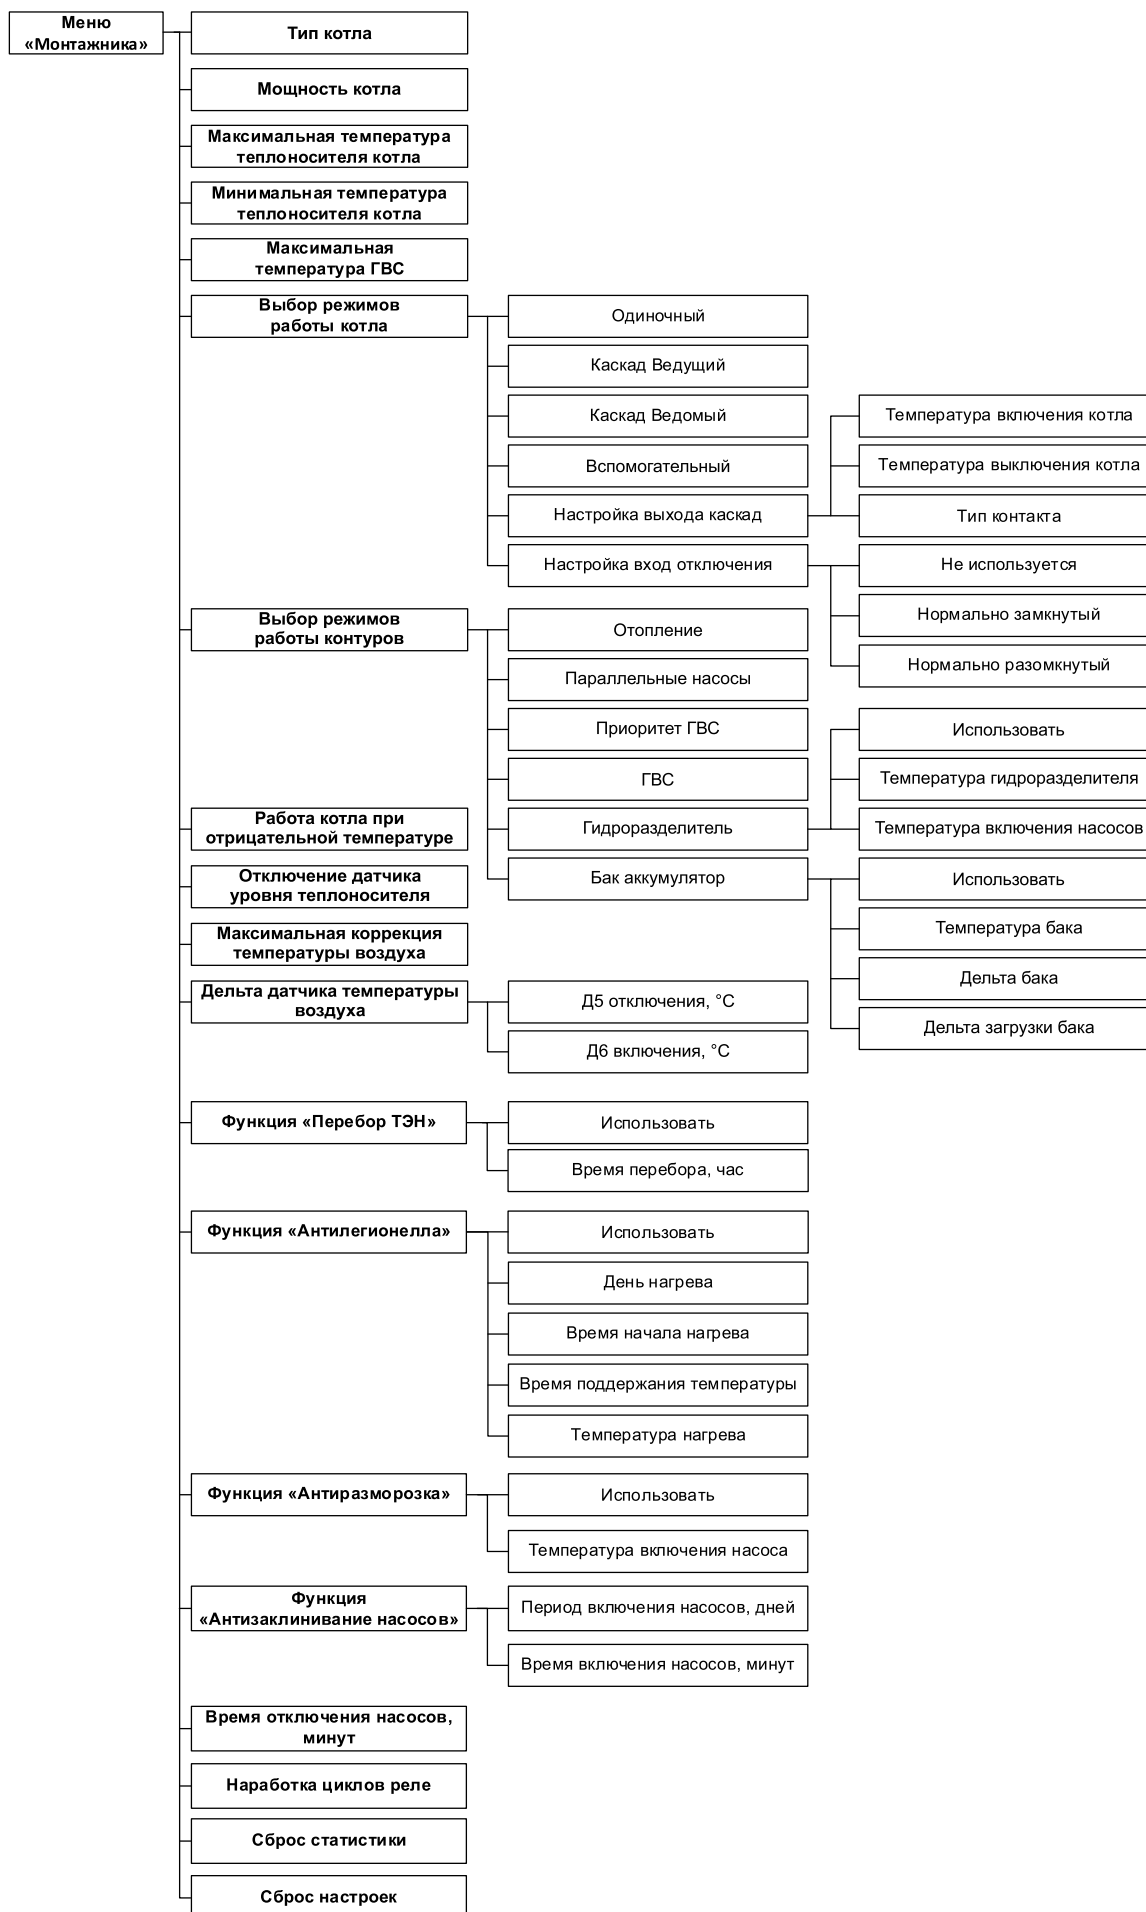 Меню
«Монтажника»
Тип котла
Мощность котла
Максимальная температура
теплоносителя котла
Минимальная температура
теплоносителя котла
Максимальная
температура ГВС
Выбор режимов
работы котла
Одиночный
Каскад Ведущий
Каскад Ведомый
Вспомогательный
Настройка выхода каскад
Температура включения котла
Температура выключения котла
Тип контакта
Настройка вход отключения
Не используется
Нормально замкнутый
Нормально разомкнутый
Выбор режимов
работы контуров
Отопление
Параллельные насосы
Приоритет ГВС
ГВС
Гидроразделитель
Использовать
Температура гидроразделителя
Температура включения насосов
Бак аккумулятор
Использовать
Температура бака
Дельта бака
Дельта загрузки бака
Работа котла при
отрицательной температуре
Отключение датчика
уровня теплоносителя
Максимальная коррекция
температуры воздуха
Дельта датчика температуры
воздуха
Д5 отключения, °С
Д6 включения, °С
Функция «Перебор ТЭН»
Использовать
Время перебора, час
Функция «Антилегионелла»
Использовать
День нагрева
Время начала нагрева
Время поддержания температуры
Температура нагрева
Функция «Антиразморозка»
Использовать
Температура включения насоса
Функция
«Антизаклинивание насосов»
Период включения насосов, дней
Время включения насосов, минут
Время отключения насосов,
минут
Наработка циклов реле
Сброс статистики
Сброс настроек